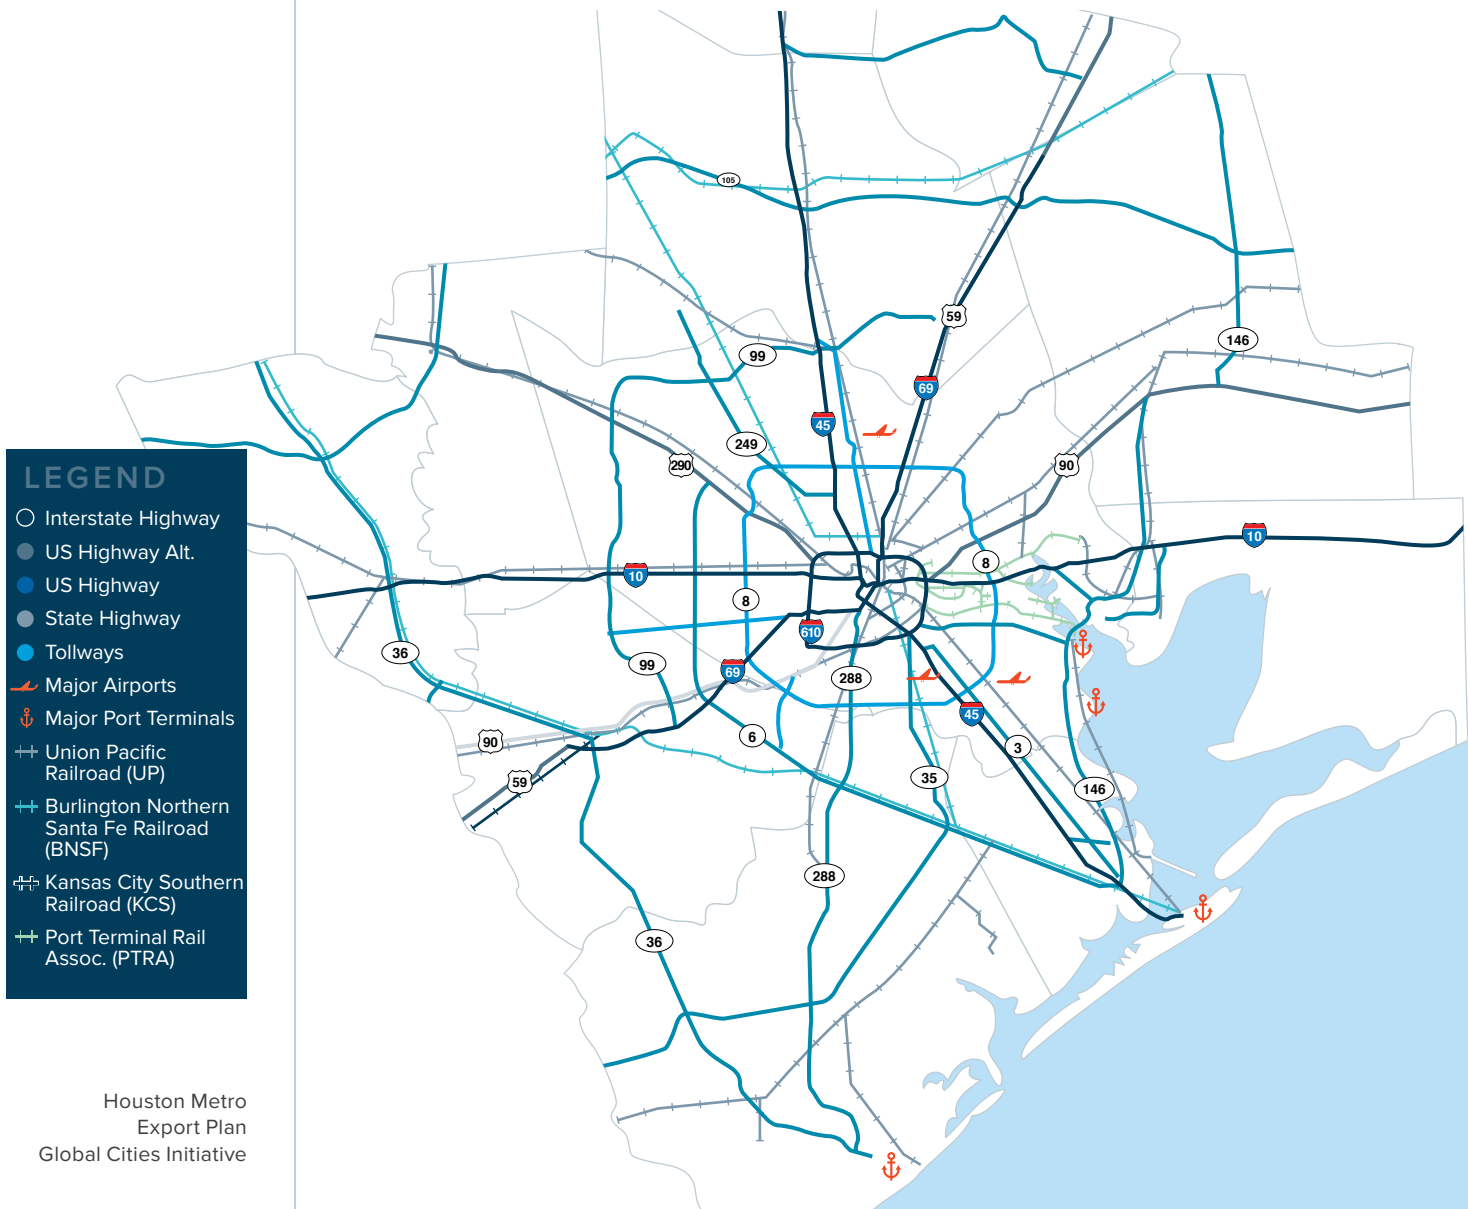 105
59
146
99
69
45
249
290
90
10
8
10
8
610
36
99
69
288
45
90
6
3
59
35
146
288
36
LEGEND
Interstate Highway
US Highway Alt.
US Highway
State Highway
Tollways
Major Airports
Major Port Terminals
Union Pacific
Railroad (UP)
Burlington Northern
Santa Fe Railroad
(BNSF)
Kansas City Southern
Railroad (KCS)
Port Terminal Rail
Assoc. (PTRA)
Houston Metro
Export Plan
Global Cities Initiative